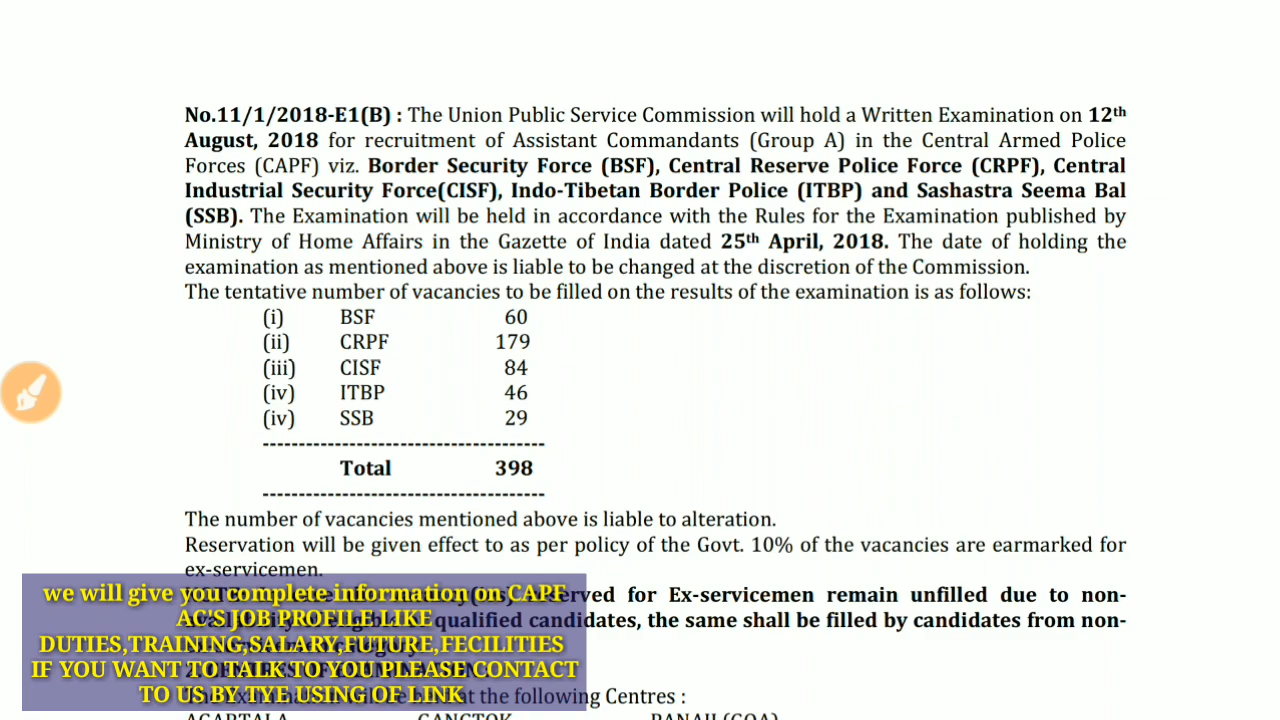 No.11/1/2018-E1(B) : The Union Public Service Commission will hold a Written Examination on 12th
August, 2018 for recruitment of Assistant Commandants (Group A) in the Central Armed Police
Forces (CAPF) viz. Border Security Force (BSF), Central Reserve Police Force (CRPF), Central
Industrial Security Force(CISF), Indo-Tibetan Border Police (ITBP) and Sashastra Seema Bal
(SSB). The Examination will be held in accordance with the Rules for the Examination published by
Ministry of Home Affairs in the Gazette of India dated 25th April, 2018. The date of holding the
examination as mentioned above is liable to be changed at the discretion of the Commission.
The tentative number of vacancies to be filled on the results of the examination is as follows:
(i) BSF 60
(ii) CRPF 179
(iii) CISF 84
(iv) ITBP 46
(iv) SSB 29
Total 398
The number of vacancies mentioned above is liable to alteration.
Reservation will be given effect to as per policy of the Govt. 10% of the vacancies are earmarked for
ex-servicemen.
for Ex-servicemen remain unfilled due to non-
qualified candidates, the same shall be filled by candidates from non-
at the following Centres :
AGARTALA GANGTOK PANAJI (GOA)
we will give you complete information on CAPF
AC'S JOB PROFILE LIKE
DUTIES,TRAINING,SALARY,FUTURE,FECILITIES
IF YOU WANT TO TALK TO YOU PLEASE CONTACT
TO US BY TYE USING OF LINK